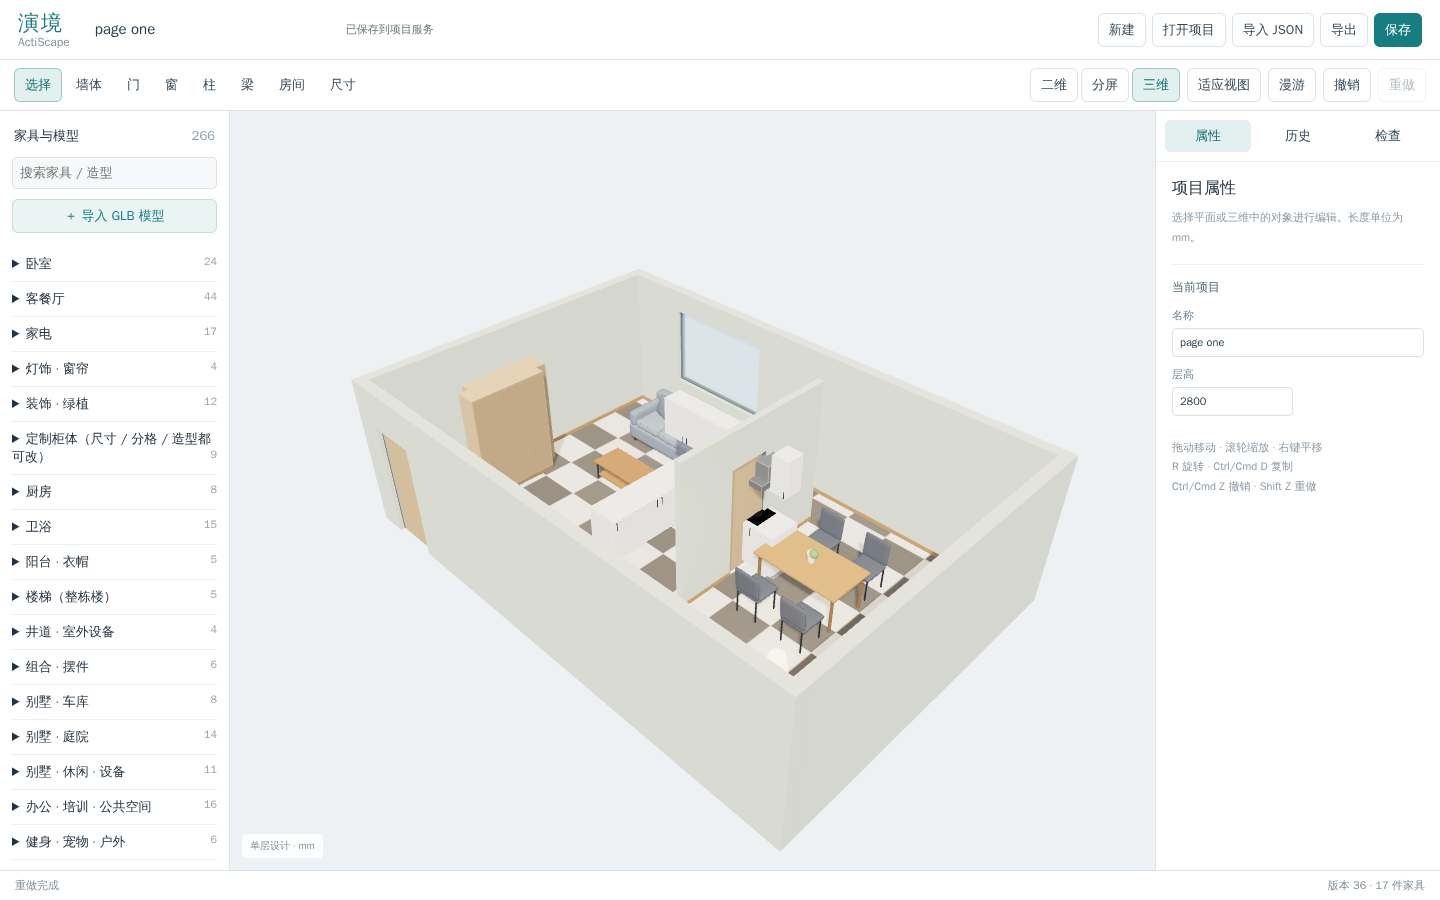 演境
ActiScape
page one
已保存到项目服务
新建
打开项目
导入 JSON
导出
保存
选择
墙体
门
窗
柱
梁
房间
尺寸
二维
分屏
三维
适应视图
漫游
撤销
重做
家具与模型
266
搜索家具 / 造型
+ 导入 GLB 模型
▶ 卧室 24
▶ 客餐厅 44
▶ 家电 17
▶ 灯饰 · 窗帘 4
▶ 装饰 · 绿植 12
▶ 定制柜体（尺寸 / 分格 / 造型都
可改） 9
▶ 厨房 8
▶ 卫浴 15
▶ 阳台 · 衣帽 5
▶ 楼梯（整栋楼） 5
▶ 井道 · 室外设备 4
▶ 组合 · 摆件 6
▶ 别墅 · 车库 8
▶ 别墅 · 庭院 14
▶ 别墅 · 休闲 · 设备 11
▶ 办公 · 培训 · 公共空间 16
▶ 健身 · 宠物 · 户外 6
单层设计 · mm
属性
历史
检查
项目属性
选择平面或三维中的对象进行编辑。长度单位为
mm。
当前项目
名称
page one
层高
2800
拖动移动 · 滚轮缩放 · 右键平移
R 旋转 · Ctrl/Cmd D 复制
Ctrl/Cmd Z 撤销 · Shift Z 重做
重做完成
版本 36 · 17 件家具